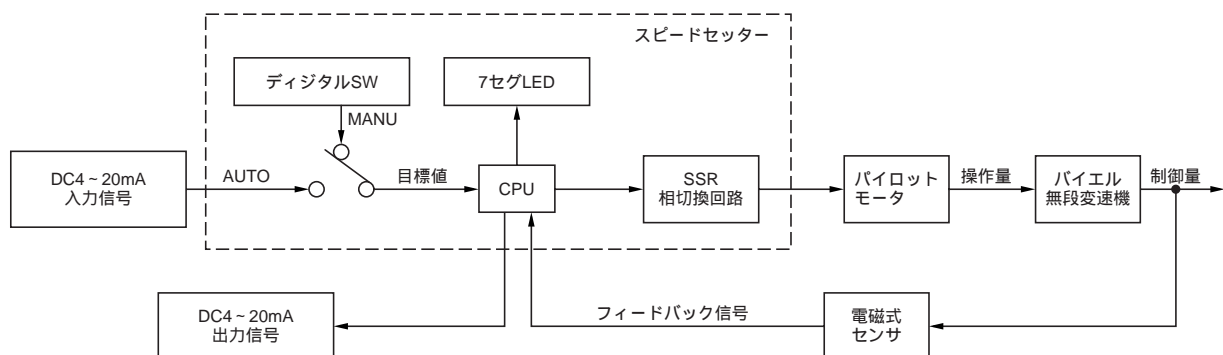 スピードセッター
ディジタルSW
7セグLED
MANU
DC4~20mA
入力信号
AUTO
目標値
CPU
SSR
相切換回路
パイロット
モータ
操作量
バイエル
無段変速機
制御量
DC4~20mA
出力信号
フィードバック信号
電磁式
センサ